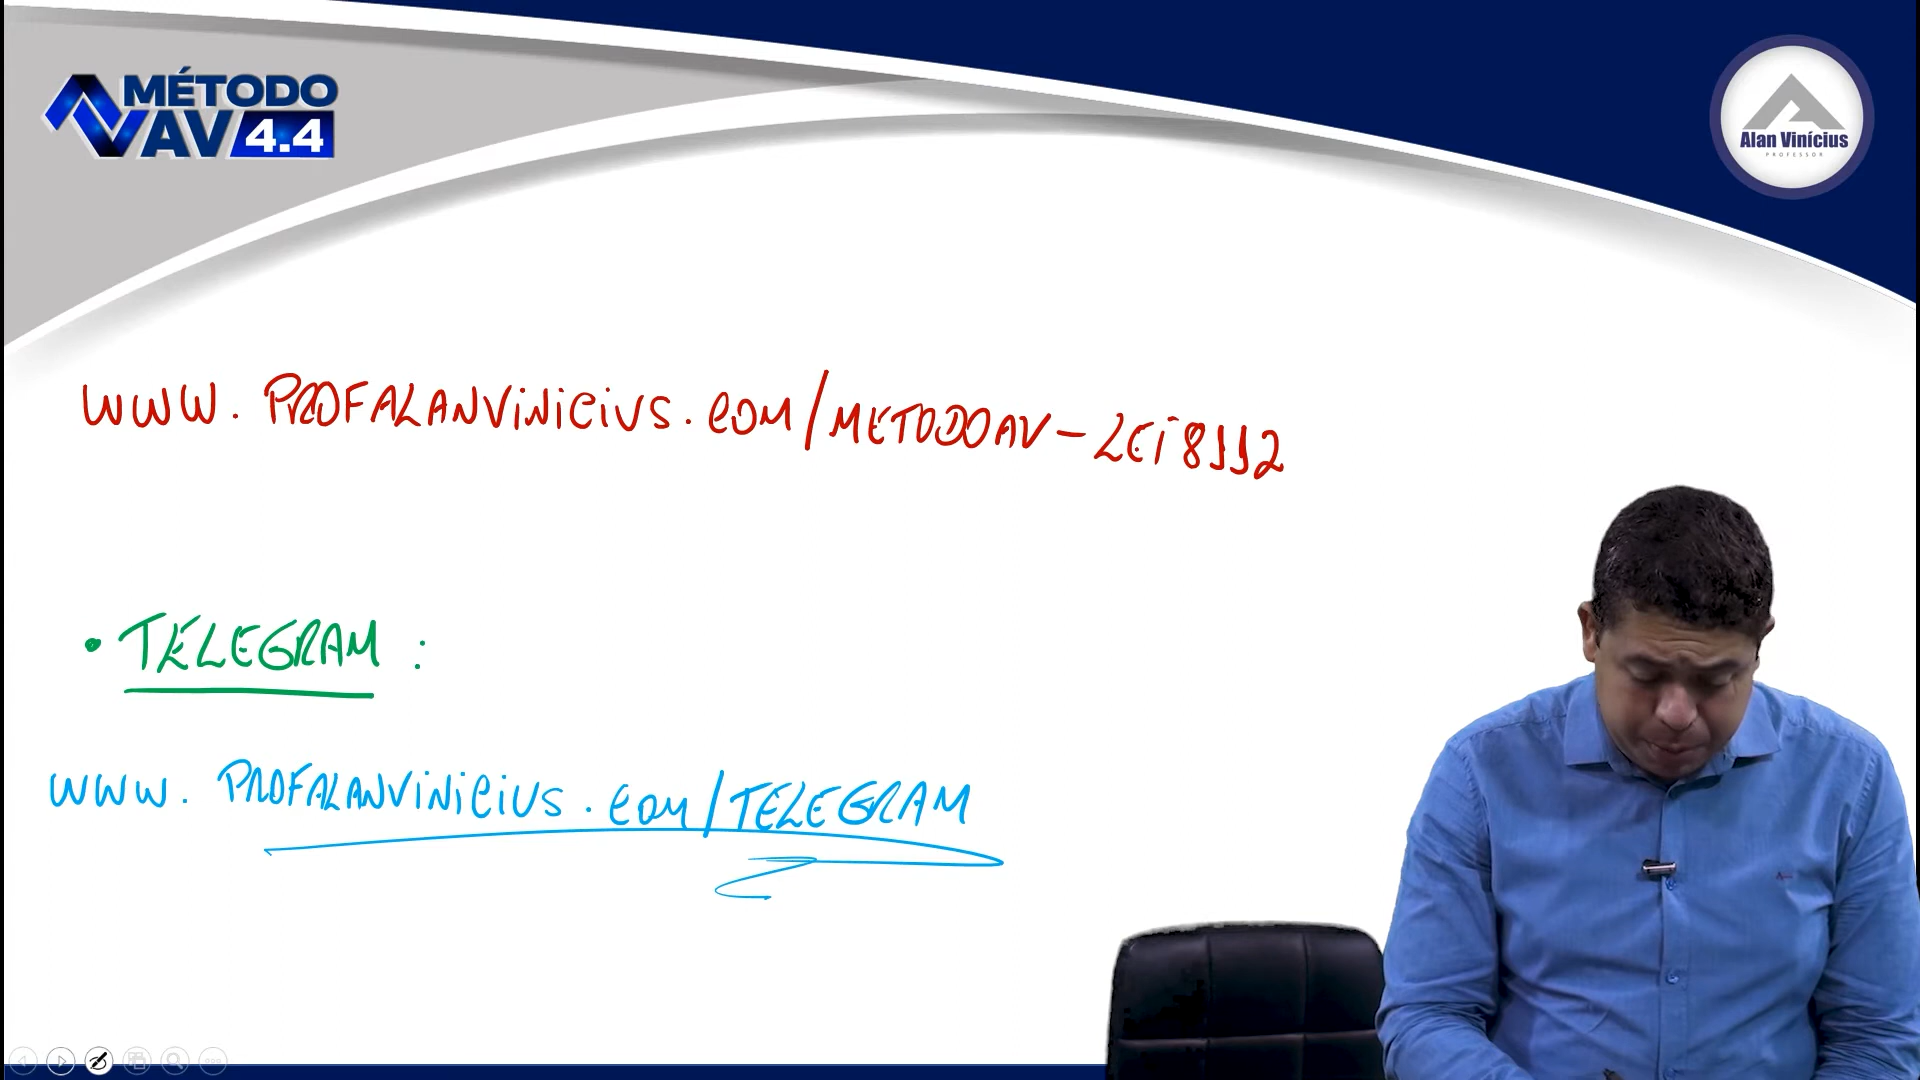 MÉTODO
AV 4.4
Alan Vinícius
PROFESSOR
WWW. PROFALANViNiCiUS. COM/METODOAV-LEi8112
• TELEGRAM :
WWW. PROFALANViNiCiUS. COM/TELEGRAM